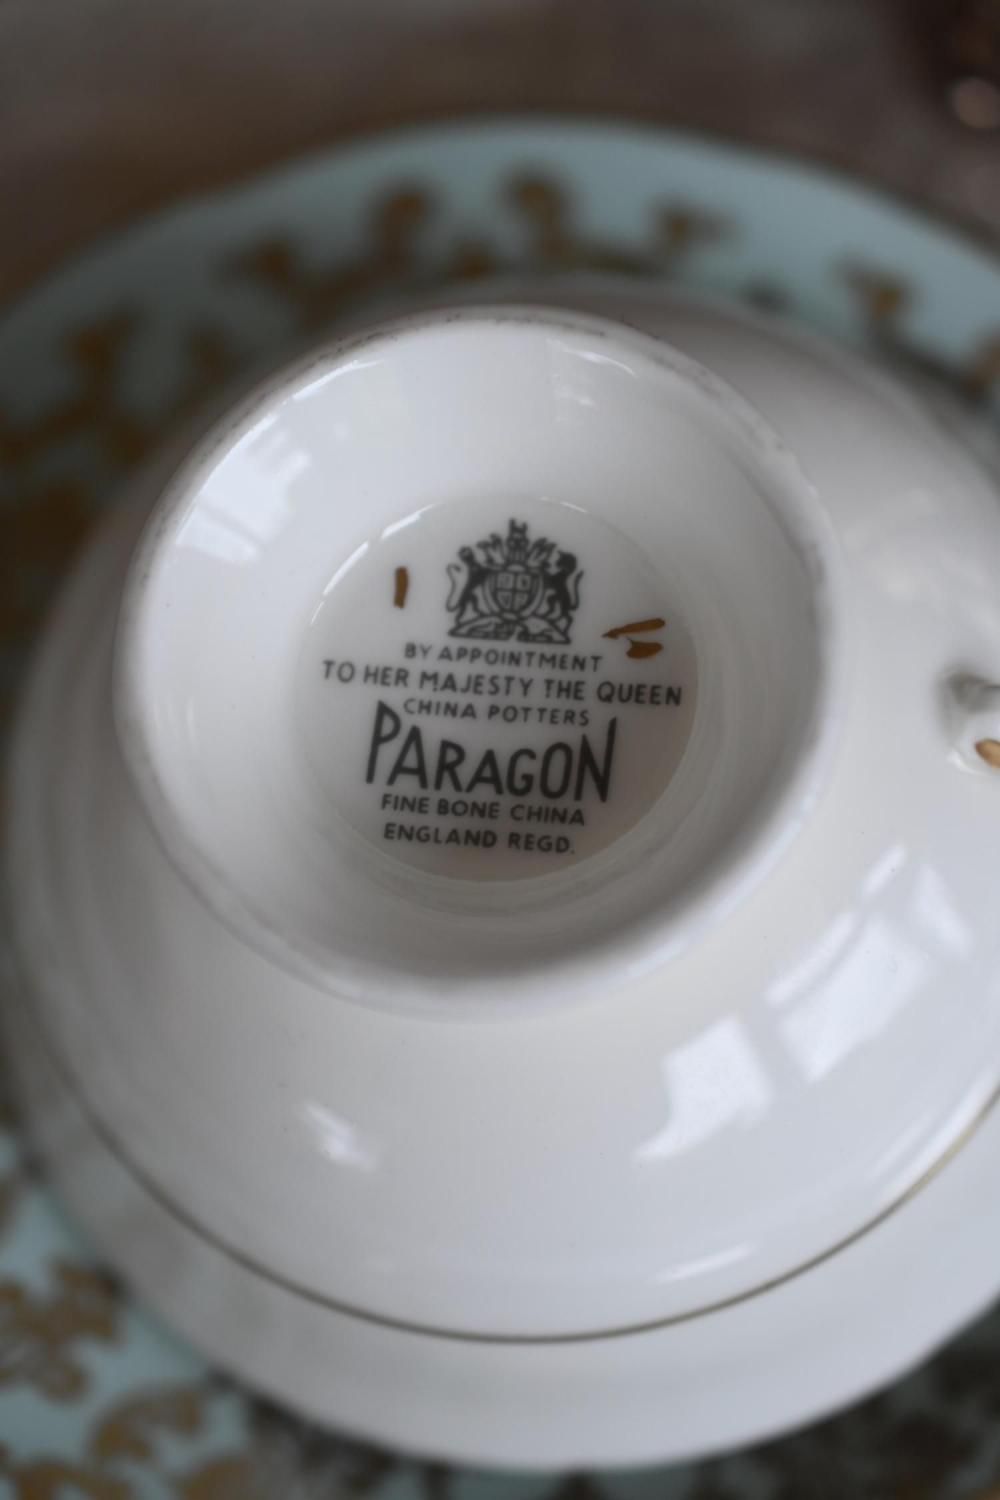 BY APPOINTMENT
TO HER MAJESTY THE QUEEN
CHINA POTTERS
PARAGON
FINE BONE CHINA
ENGLAND REGD.